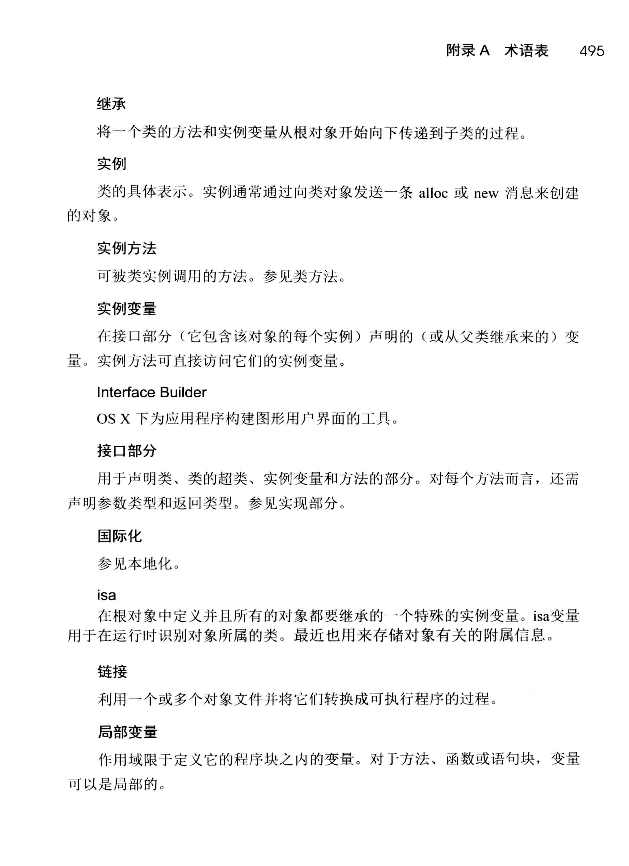 附录 A 术语表 495
继承
将一个类的方法和实例变量从根对象开始向下传递到子类的过程。
实例
类的具体表示。实例通常通过向类对象发送一条 alloc 或 new 消息来创建
的对象。
实例方法
可被类实例调用的方法。参见类方法。
实例变量
在接口部分（它包含该对象的每个实例）声明的（或从父类继承来的）变
量。实例方法可直接访问它们的实例变量。
Interface Builder
OS X 下为应用程序构建图形用户界面的工具。
接口部分
用于声明类、类的超类、实例变量和方法的部分。对每个方法而言，还需
声明参数类型和返回类型。参见实现部分。
国际化
参见本地化。
isa
在根对象中定义并且所有的对象都要继承的一个特殊的实例变量。isa变量
用于在运行时识别对象所属的类。最近也用来存储对象有关的附属信息。
链接
利用一个或多个对象文件并将它们转换成可执行程序的过程。
局部变量
作用域限于定义它的程序块之内的变量。对于方法、函数或语句块，变量
可以是局部的。